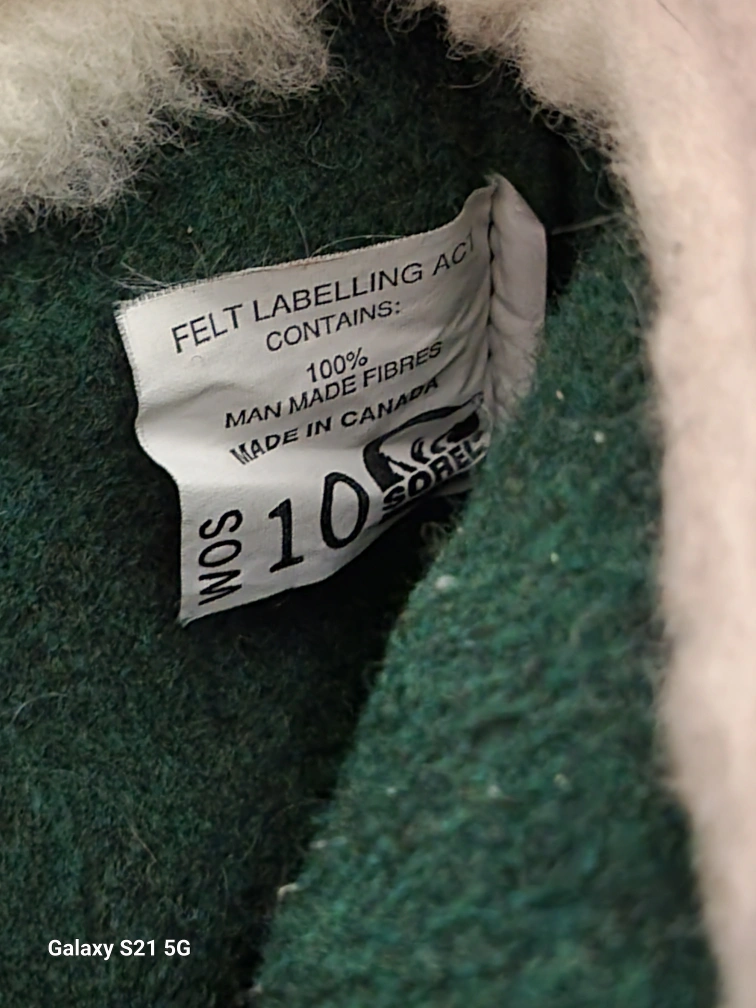 FELT LABELLING ACT
CONTAINS:
100%
MAN MADE FIBRES
MADE IN CANADA
SOREL
WOS
10
Galaxy S21 5G